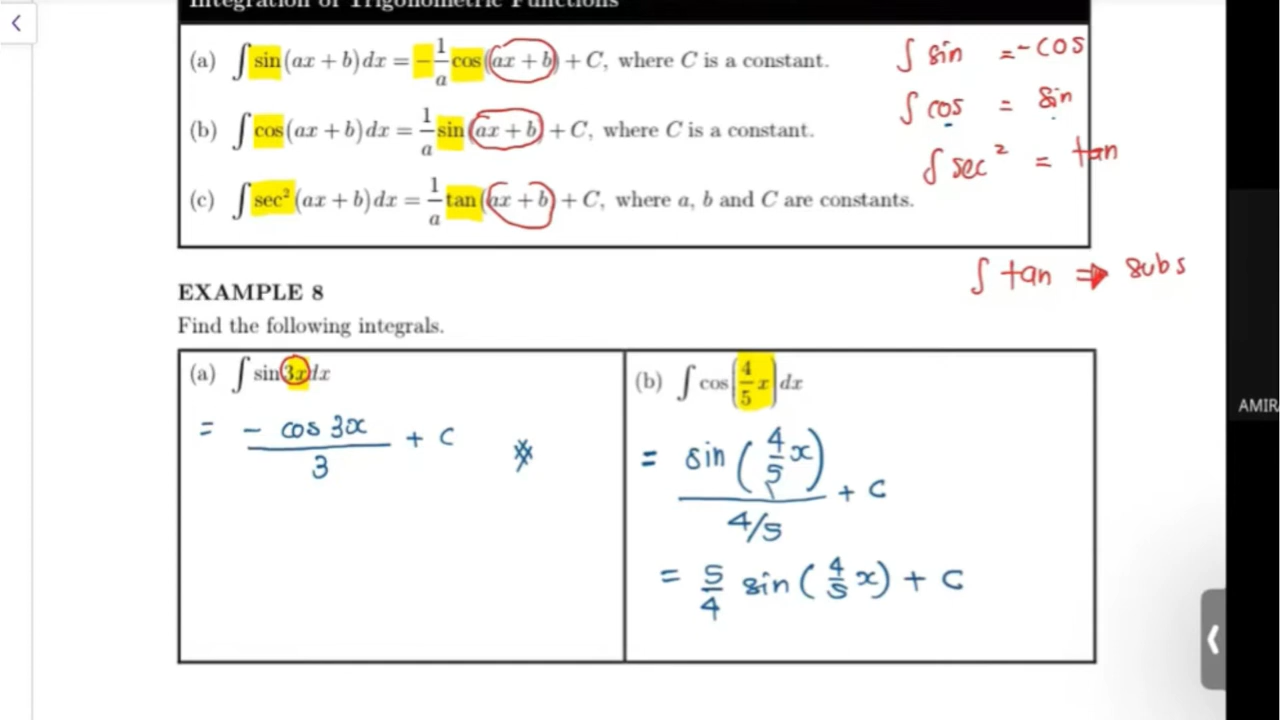 Integration of Trigonometric Functions
(a) ∫ sin(ax + b)dx = −1/a cos(ax + b) + C, where C is a constant.
∫ sin = -cos
(b) ∫ cos(ax + b)dx = 1/a sin(ax + b) + C, where C is a constant.
∫ cos = sin
(c) ∫ sec²(ax + b)dx = 1/a tan(ax + b) + C, where a, b and C are constants.
∫ sec² = tan
∫ tan ⇒ subs
EXAMPLE 8
Find the following integrals.
(a) ∫ sin 3x dx
= - cos 3x / 3 + c
(b) ∫ cos(4/5 x) dx
= sin (4/5 x) / 4/5 + c
= 5/4 sin (4/5 x) + c
AMIRA